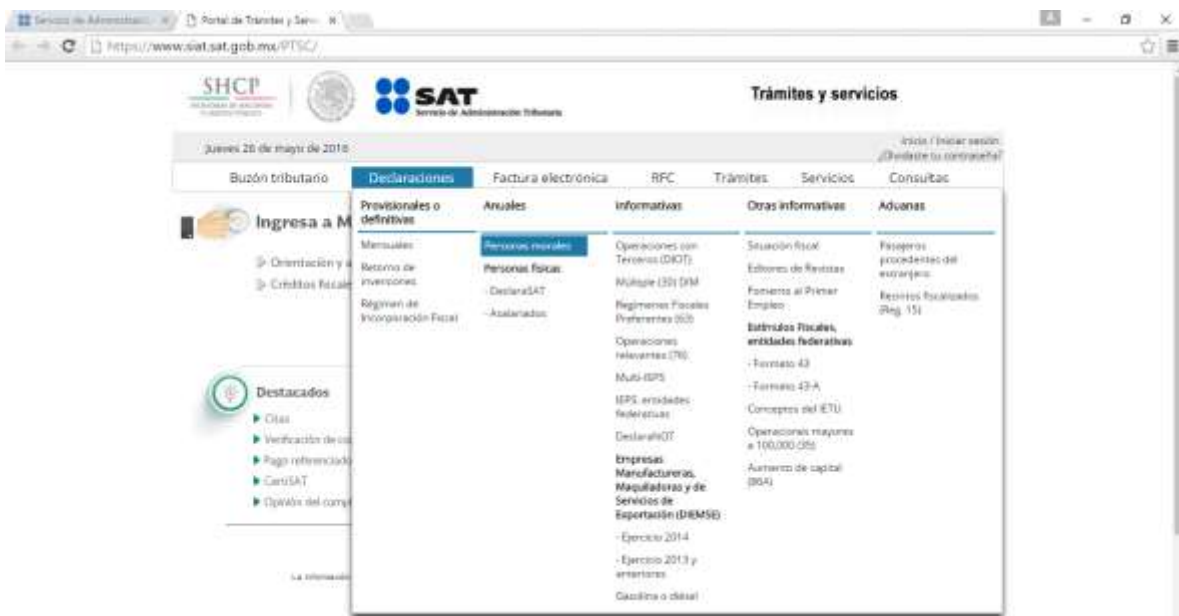 Servicio de Administraci
Portal de Trámites y Serv
https://www.siat.sat.gob.mx/PTSC/
SHCP
SAT
Servicio de Administración Tributaria
Trámites y servicios
Jueves 26 de mayo de 2016
Inicio / Iniciar sesión
¿Olvidaste tu contraseña?
Buzón tributario Declaraciones Factura electrónica RFC Trámites Servicios Consultas
Ingresa a M
Orientación y a
Créditos fiscale
Destacados
Citas
Verificación de co
Pago referenciado
CertiSAT
Opinión del cumpl
La información
Provisionales o
definitivas
Mensuales
Retorno de
inversiones
Régimen de
Incorporación Fiscal
Anuales
Personas morales
Personas físicas
- DeclaraSAT
- Asalariados
Informativas
Operaciones con
Terceros (DIOT)
Múltiple (30) DIM
Regímenes Fiscales
Preferentes (63)
Operaciones
relevantes (76)
Multi-IEPS
IEPS, entidades
federativas
DeclaraNOT
Empresas
Manufactureras,
Maquiladoras y de
Servicios de
Exportación (DIEMSE)
- Ejercicio 2014
- Ejercicio 2013 y
anteriores
Gasolina o diésel
Otras informativas
Situación fiscal
Editores de Revistas
Fomento al Primer
Empleo
Estímulos Fiscales,
entidades federativas
- Formato 43
- Formato 43-A
Conceptos del IETU
Operaciones mayores
a 100,000 (35)
Aumento de capital
(86A)
Aduanas
Pasajeros
procedentes del
extranjero
Recintos fiscalizados
(Reg. 15)